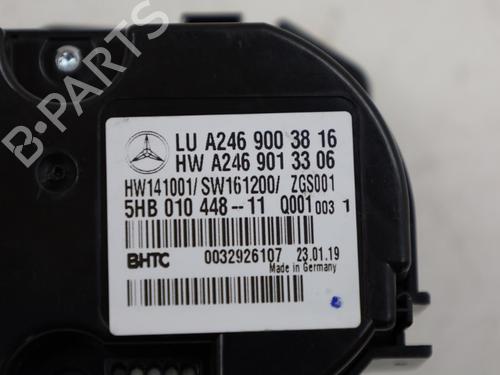 LU A246 900 38 16
HW A246 901 33 06
HW141001/ SW161200/ ZGS001
5HB 010 448--11 Q001 003 1
BHTC 0032926107 23.01.19
Made in Germany
B-PARTS